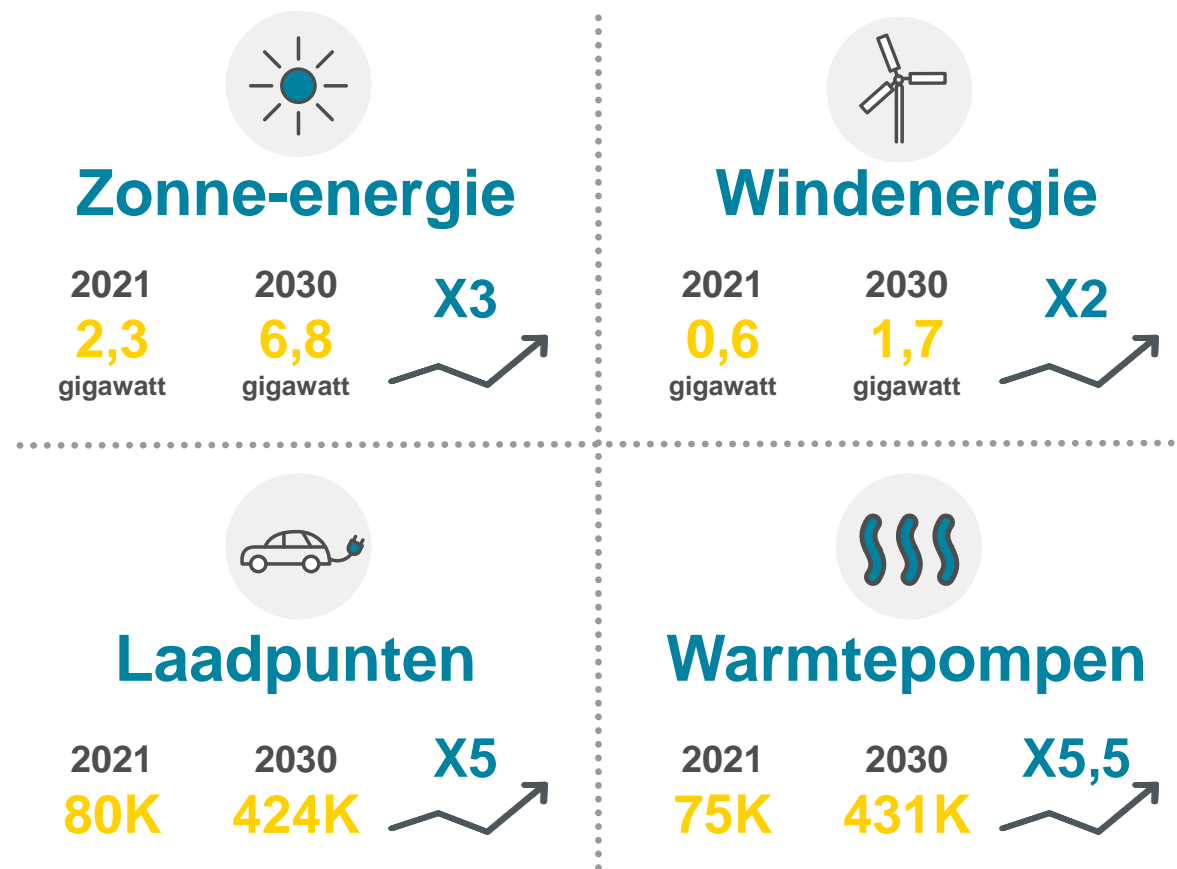 Zonne-energie
2021 2030 X3
2,3 6,8
gigawatt gigawatt
Windenergie
2021 2030 X2
0,6 1,7
gigawatt gigawatt
Laadpunten
2021 2030 X5
80K 424K
Warmtepompen
2021 2030 X5,5
75K 431K